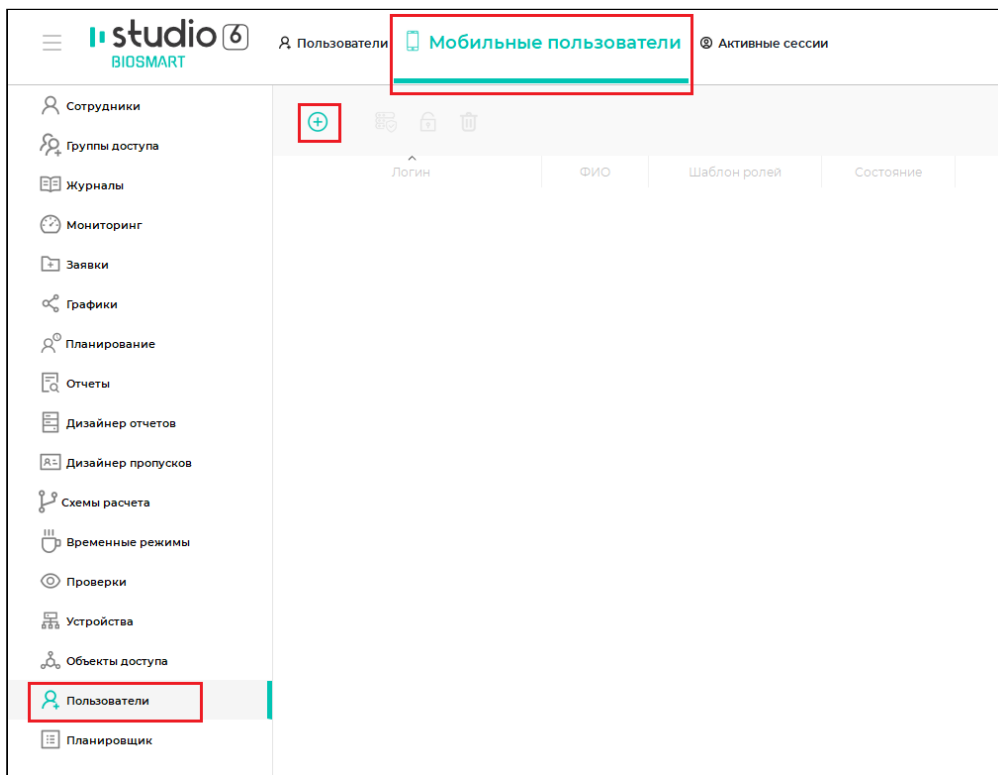 studio 6
BIOSMART
Пользователи
Мобильные пользователи
Активные сессии
Сотрудники
Группы доступа
Журналы
Мониторинг
Заявки
Графики
Планирование
Отчеты
Дизайнер отчетов
Дизайнер пропусков
Схемы расчета
Временные режимы
Проверки
Устройства
Объекты доступа
Пользователи
Планировщик
Логин
ФИО
Шаблон ролей
Состояние